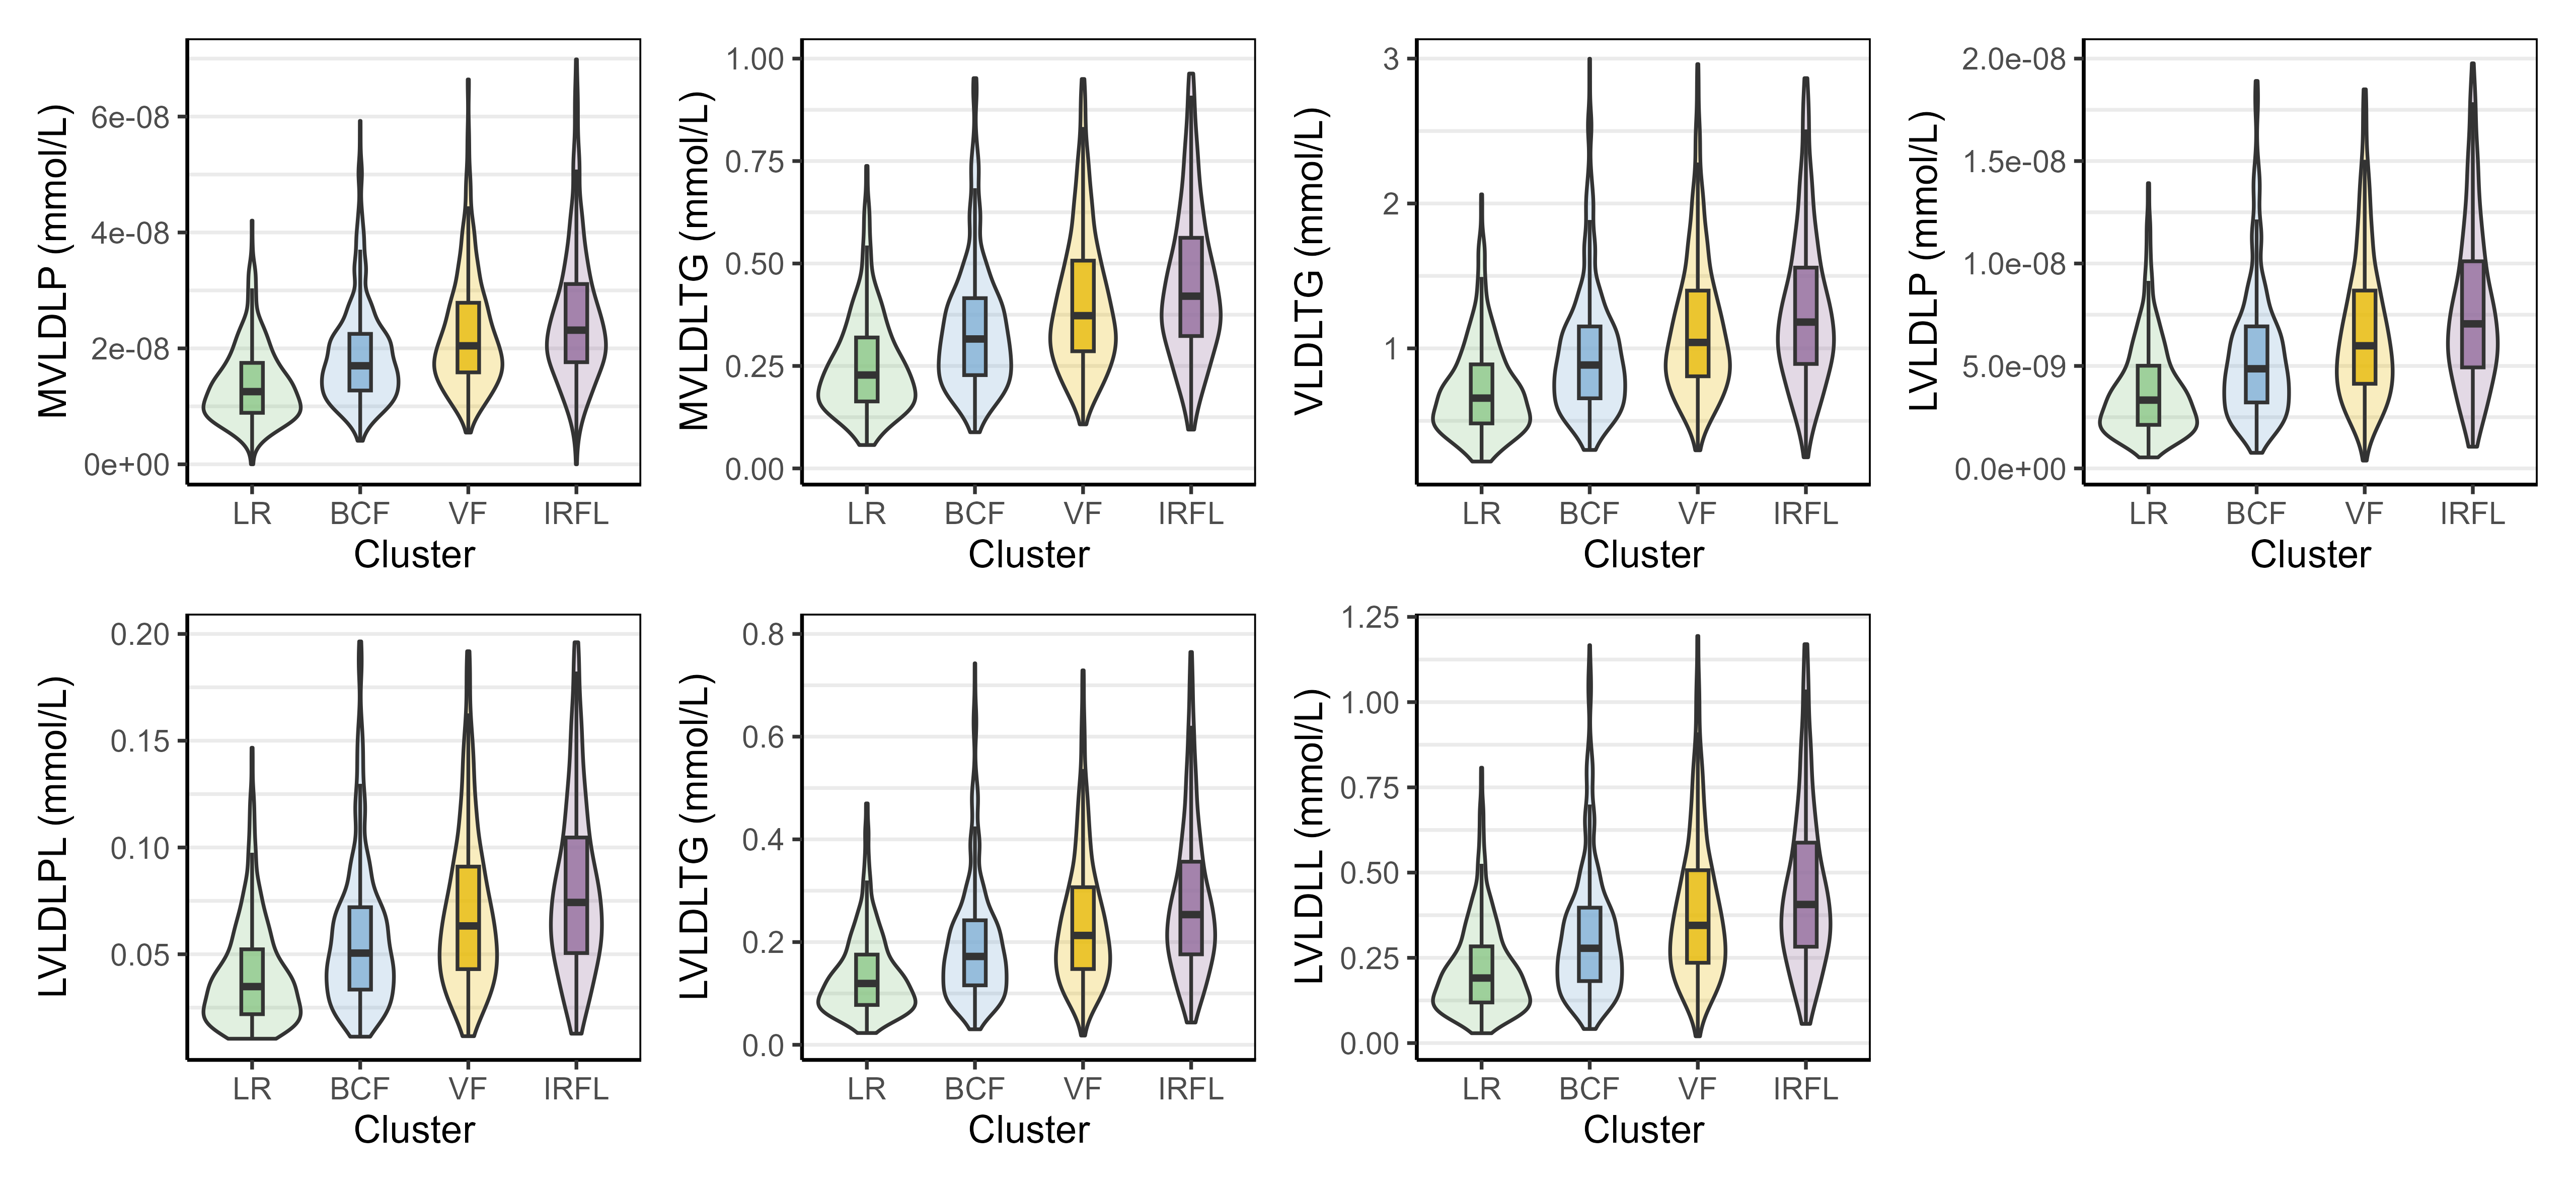 MVLDLP (mmol/L)
6e-08
4e-08
2e-08
0e+00
LR BCF VF IRFL
Cluster
MVLDLTG (mmol/L)
1.00
0.75
0.50
0.25
0.00
LR BCF VF IRFL
Cluster
VLDLTG (mmol/L)
3
2
1
LR BCF VF IRFL
Cluster
LVLDLP (mmol/L)
2.0e-08
1.5e-08
1.0e-08
5.0e-09
0.0e+00
LR BCF VF IRFL
Cluster
LVLDLPL (mmol/L)
0.20
0.15
0.10
0.05
LR BCF VF IRFL
Cluster
LVLDLTG (mmol/L)
0.8
0.6
0.4
0.2
0.0
LR BCF VF IRFL
Cluster
LVLDLL (mmol/L)
1.25
1.00
0.75
0.50
0.25
0.00
LR BCF VF IRFL
Cluster